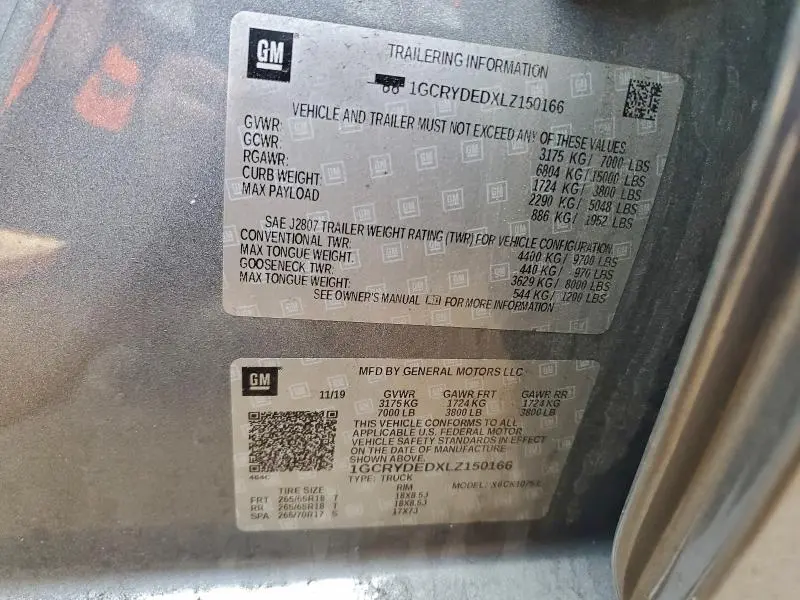 GM
TRAILERING INFORMATION
1GCRYDEDXLZ150166
VEHICLE AND TRAILER MUST NOT EXCEED ANY OF THESE VALUES
GVWR: 3175 KG/ 7000 LBS
GCWR: 6804 KG/ 15000 LBS
RGAWR: 1724 KG/ 3800 LBS
CURB WEIGHT: 2290 KG/ 5048 LBS
MAX PAYLOAD 886 KG/ 1952 LBS
SAE J2807 TRAILER WEIGHT RATING (TWR) FOR VEHICLE CONFIGURATION:
CONVENTIONAL TWR: 4400 KG/ 9700 LBS
MAX TONGUE WEIGHT: 440 KG/ 970 LBS
GOOSENECK TWR: 3629 KG/ 8000 LBS
MAX TONGUE WEIGHT: 544 KG/ 1200 LBS
SEE OWNER'S MANUAL FOR MORE INFORMATION
GM
MFD BY GENERAL MOTORS LLC
11/19 GVWR GAWR FRT GAWR RR
3175 KG 1724 KG 1724 KG
7000 LB 3800 LB 3800 LB
THIS VEHICLE CONFORMS TO ALL
APPLICABLE U.S. FEDERAL MOTOR
VEHICLE SAFETY STANDARDS IN EFFECT
ON THE DATE OF MANUFACTURE
SHOWN ABOVE.
1GCRYDEDXLZ150166
464C
TYPE: TRUCK MODEL:
TIRE SIZE RIM
FRT 265/65R18 T 18X8.5J
RR 265/65R18 T 18X8.5J
SPA 265/70R17 S 17X7J